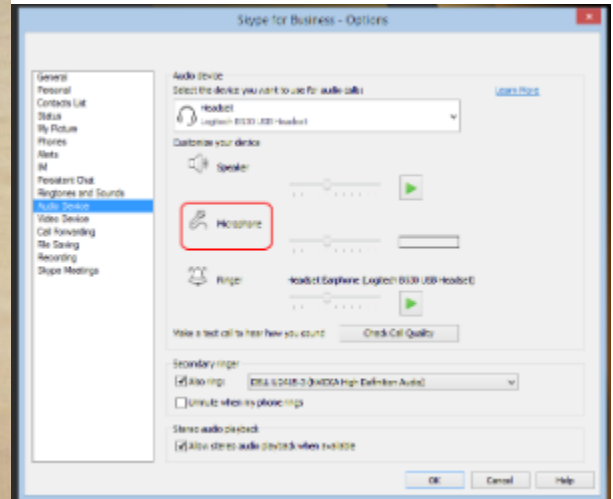 Skype for Business - Options
General
Personal
Contacts List
Status
My Picture
Phones
Alerts
IM
Persistent Chat
Ringtones and Sounds
Audio Device
Video Device
Call Forwarding
File Saving
Recording
Skype Meetings
Audio device
Select the device you want to use for audio calls
Learn More
Headset
Logitech B530 USB Headset
Customize your device
Speaker
Microphone
Ringer
Headset Earphone (Logitech B530 USB Headset)
Make a test call to hear how you sound
Check Call Quality
Secondary ringer
Also ring:
(NVIDIA High Definition Audio)
Unmute when my phone rings
Stereo audio playback
Allow stereo audio playback when available
OK
Cancel
Help